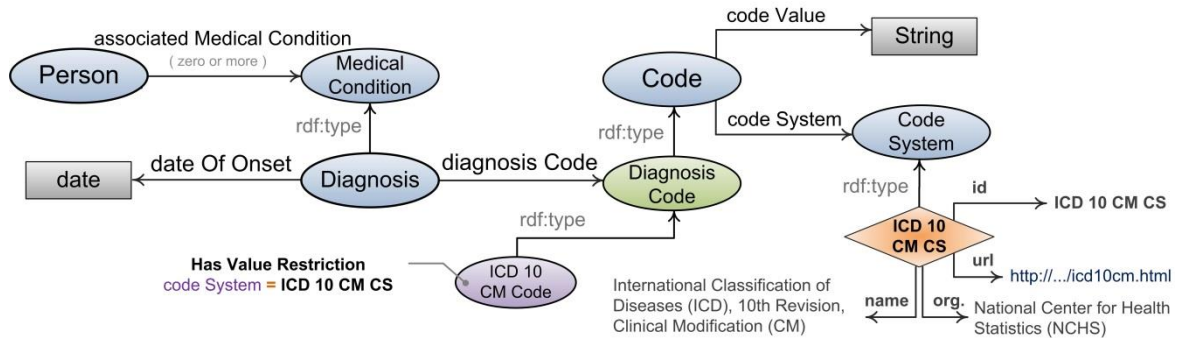 code Value
String
associated Medical Condition
( zero or more )
Person
Medical
Condition
Code
code System
Code
System
rdf:type
rdf:type
date Of Onset
date
Diagnosis
diagnosis Code
Diagnosis
Code
rdf:type
id
ICD 10 CM CS
rdf:type
ICD 10
CM CS
url
http://.../icd10cm.html
Has Value Restriction
code System = ICD 10 CM CS
ICD 10
CM Code
International Classification of
Diseases (ICD), 10th Revision,
Clinical Modification (CM)
name
org.
National Center for Health
Statistics (NCHS)